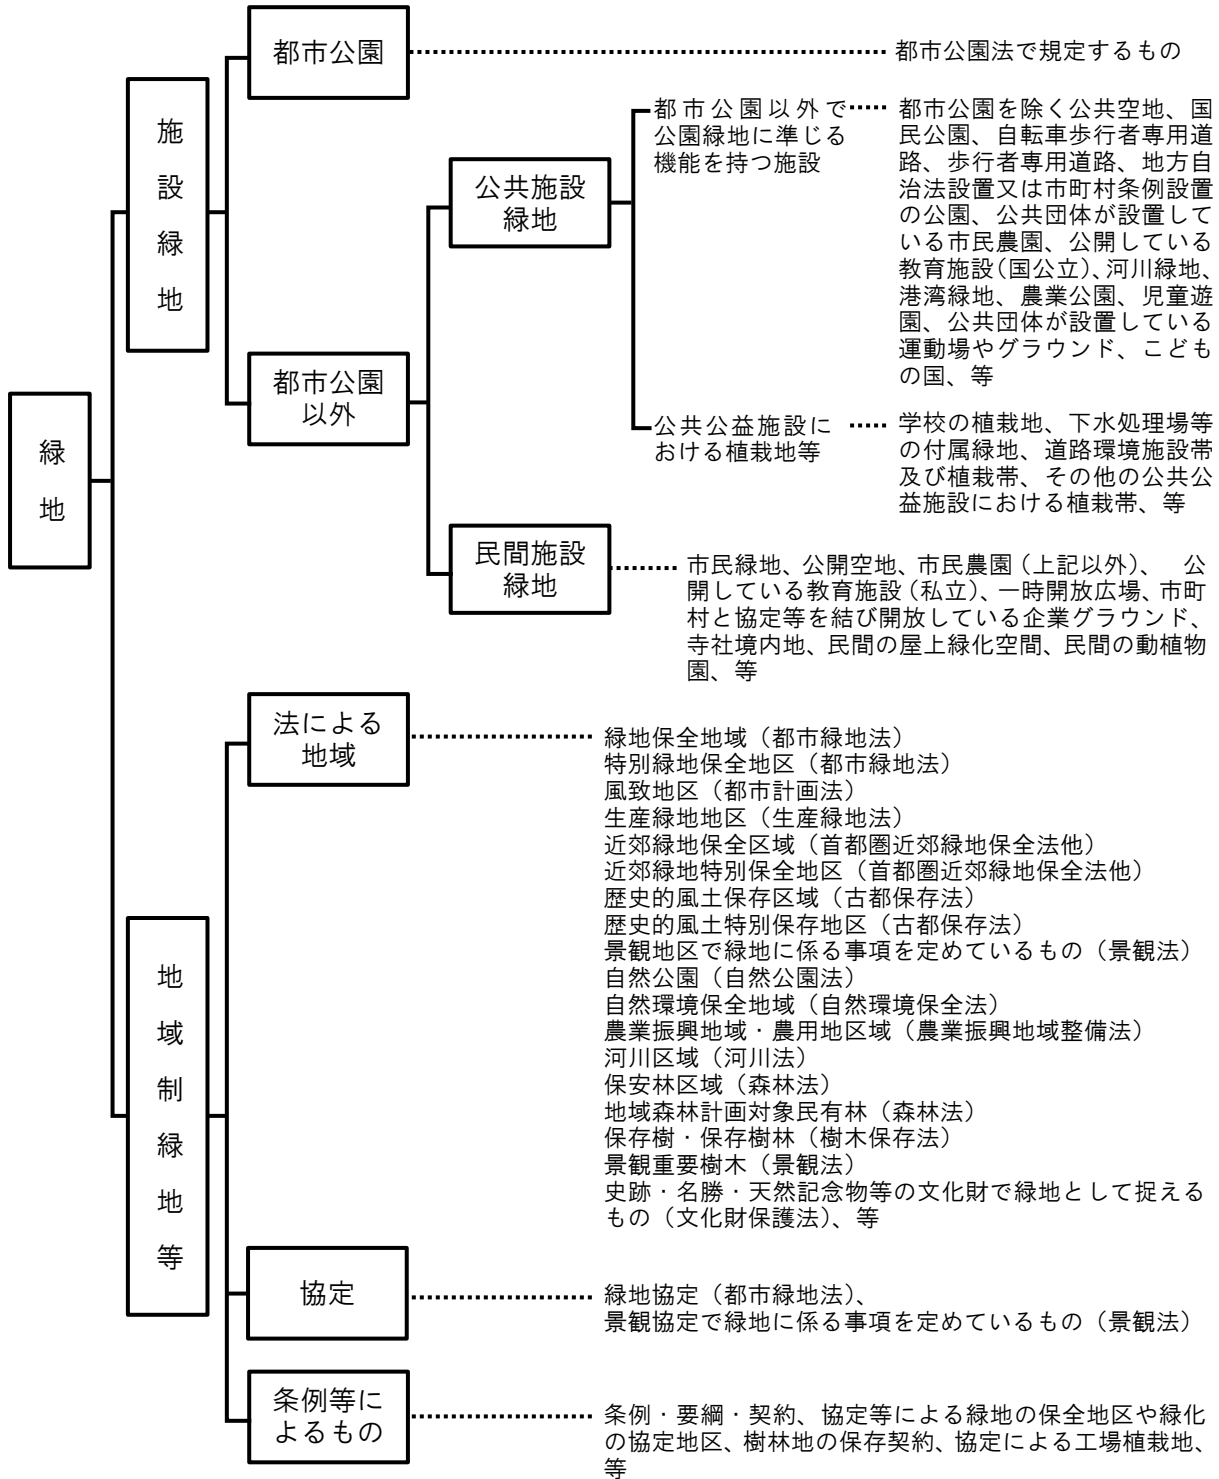 都市公園
都市公園法で規定するもの
施設緑地
都市公園以外で
公園緑地に準じる
機能を持つ施設
都市公園を除く公共空地、国
民公園、自転車歩行者専用道
路、歩行者専用道路、地方自
治法設置又は市町村条例設置
の公園、公共団体が設置して
いる市民農園、公開している
教育施設（国公立）、河川緑地、
港湾緑地、農業公園、児童遊
園、公共団体が設置している
運動場やグラウンド、こども
の国、等
公共施設
緑地
都市公園
以外
公共公益施設に
おける植栽地等
学校の植栽地、下水処理場等
の付属緑地、道路環境施設帯
及び植栽帯、その他の公共公
益施設における植栽帯、等
緑地
民間施設
緑地
市民緑地、公開空地、市民農園（上記以外）、　公
開している教育施設（私立）、一時開放広場、市町
村と協定等を結び開放している企業グラウンド、
寺社境内地、民間の屋上緑化空間、民間の動植物
園、等
法による
地域
緑地保全地域（都市緑地法）
特別緑地保全地区（都市緑地法）
風致地区（都市計画法）
生産緑地地区（生産緑地法）
近郊緑地保全区域（首都圏近郊緑地保全法他）
近郊緑地特別保全地区（首都圏近郊緑地保全法他）
歴史的風土保存区域（古都保存法）
歴史的風土特別保存地区（古都保存法）
景観地区で緑地に係る事項を定めているもの（景観法）
自然公園（自然公園法）
自然環境保全地域（自然環境保全法）
農業振興地域・農用地区域（農業振興地域整備法）
河川区域（河川法）
保安林区域（森林法）
地域森林計画対象民有林（森林法）
保存樹・保存樹林（樹木保存法）
景観重要樹木（景観法）
史跡・名勝・天然記念物等の文化財で緑地として捉える
もの（文化財保護法）、等
地域制緑地等
協定
緑地協定（都市緑地法）、
景観協定で緑地に係る事項を定めているもの（景観法）
条例等に
よるもの
条例・要綱・契約、協定等による緑地の保全地区や緑化
の協定地区、樹林地の保存契約、協定による工場植栽地、
等